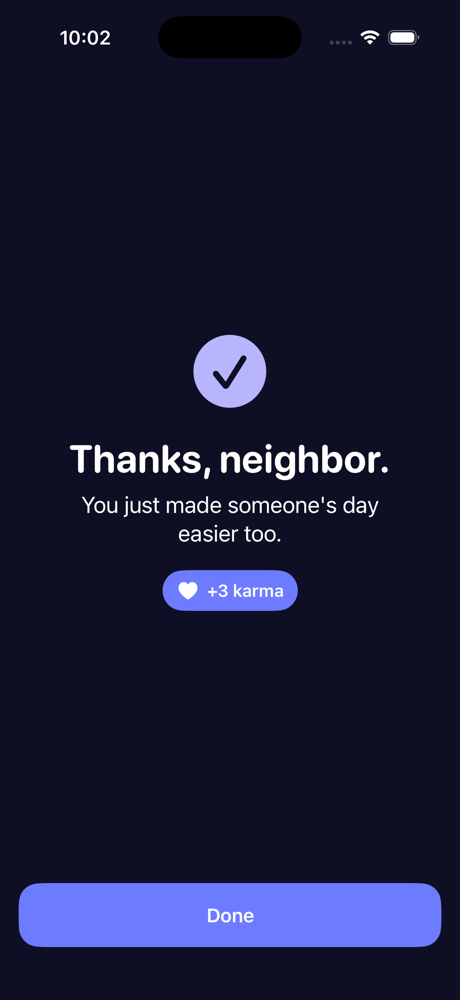 10:02
Thanks, neighbor.
You just made someone's day
easier too.
+3 karma
Done